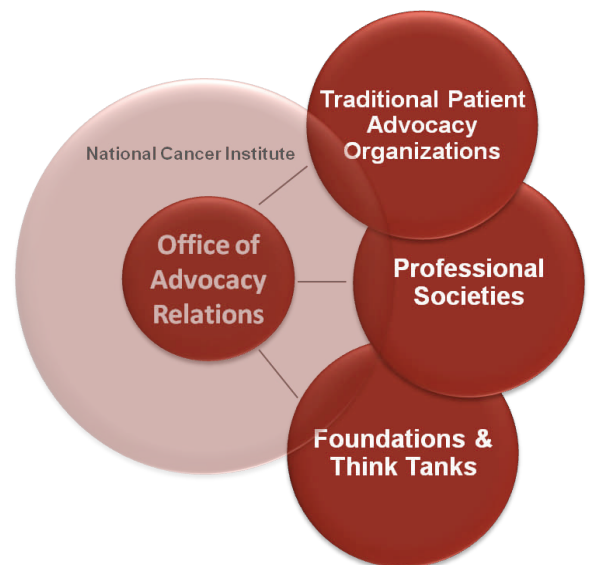 Traditional Patient
Advocacy
Organizations
National Cancer Institute
Office of
Advocacy
Relations
Professional
Societies
Foundations &
Think Tanks